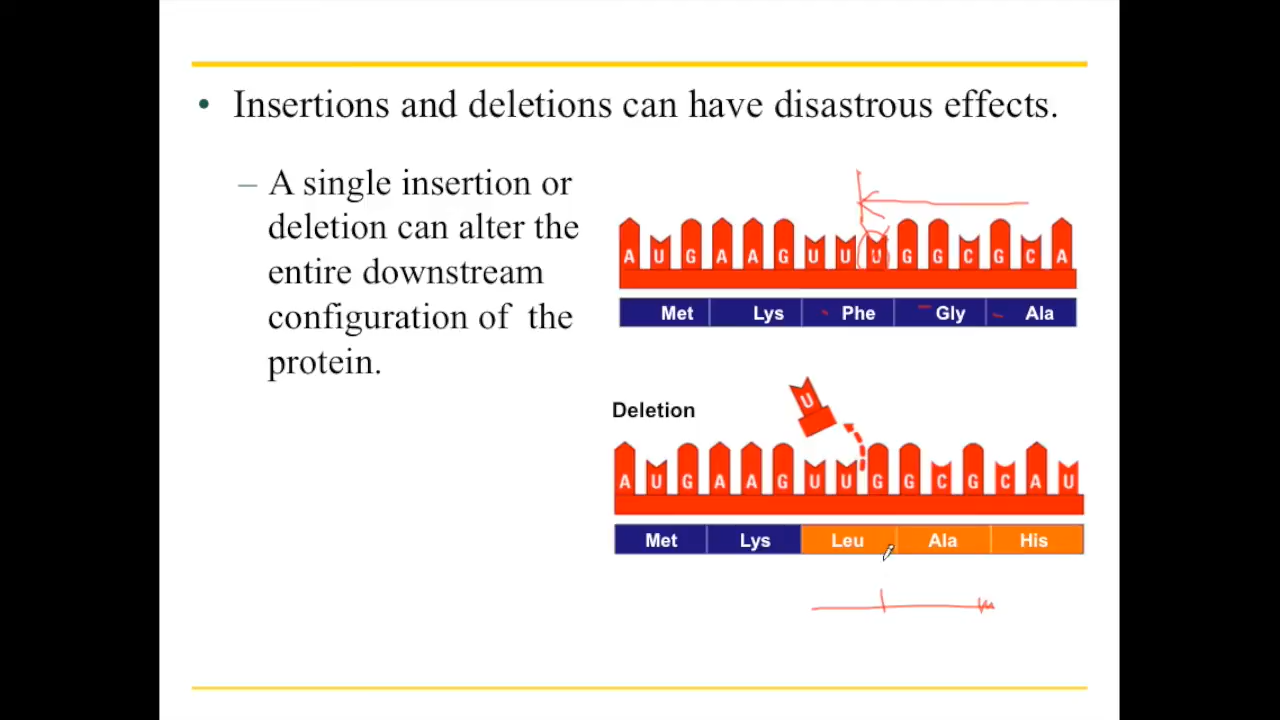 • Insertions and deletions can have disastrous effects.
– A single insertion or
deletion can alter the
entire downstream
configuration of the
protein.
A U G A A G U U U G G C G C A
Met Lys Phe Gly Ala
U
Deletion
A U G A A G U U G G C G C A U
Met Lys Leu Ala His